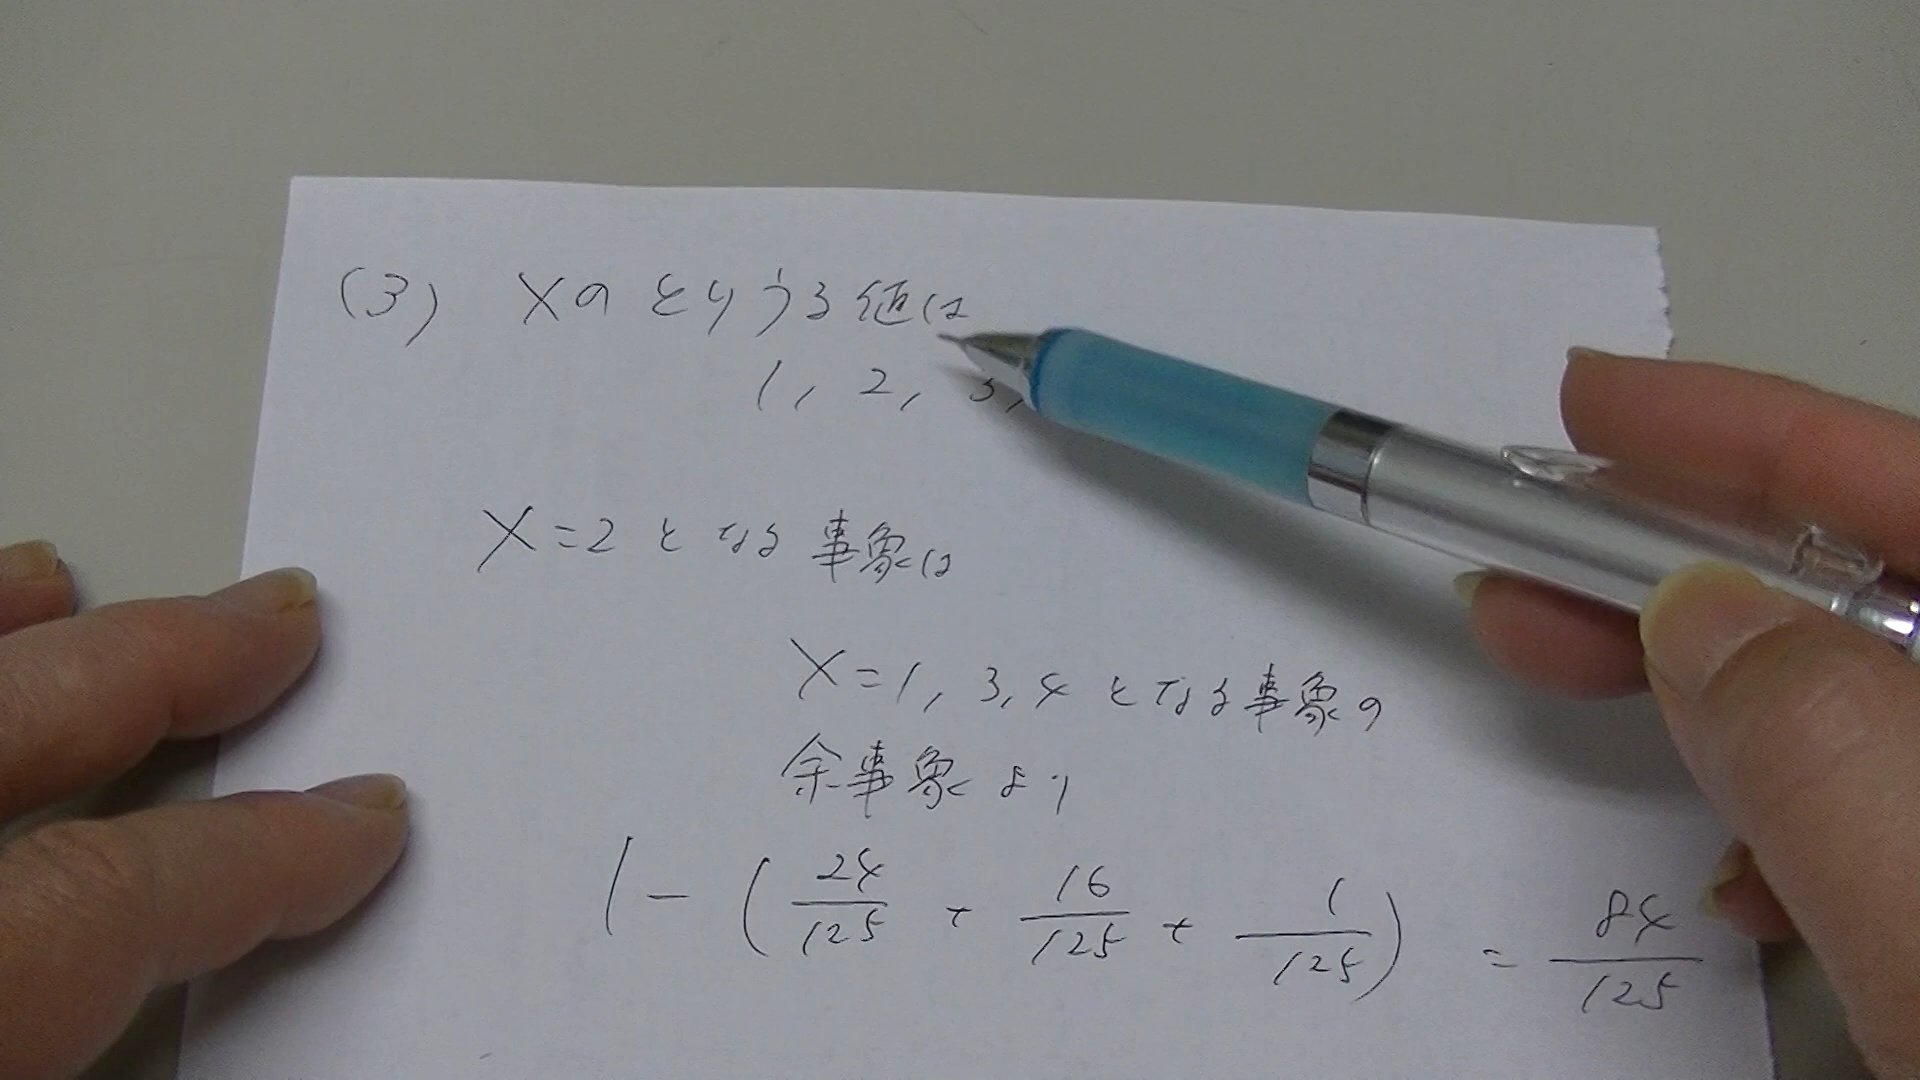 (3) Xのとりうる値は
1, 2, 3,
X=2 となる事象は
X=1, 3, 4 となる事象の
余事象より
1 - ( 24/125 + 16/125 + 1/125 ) = 84/125